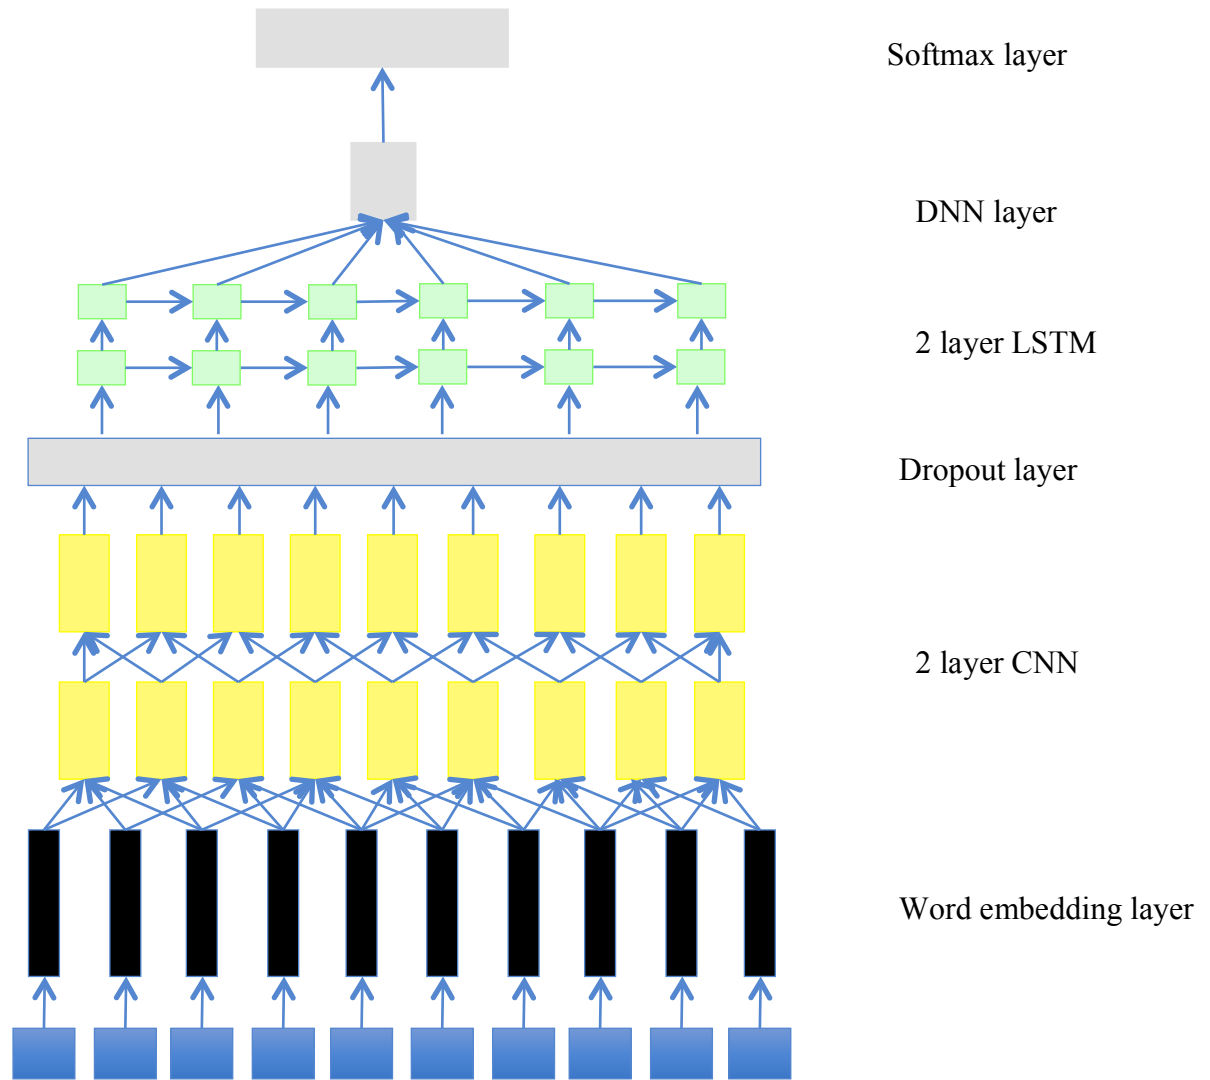 Softmax layer
DNN layer
2 layer LSTM
Dropout layer
2 layer CNN
Word embedding layer